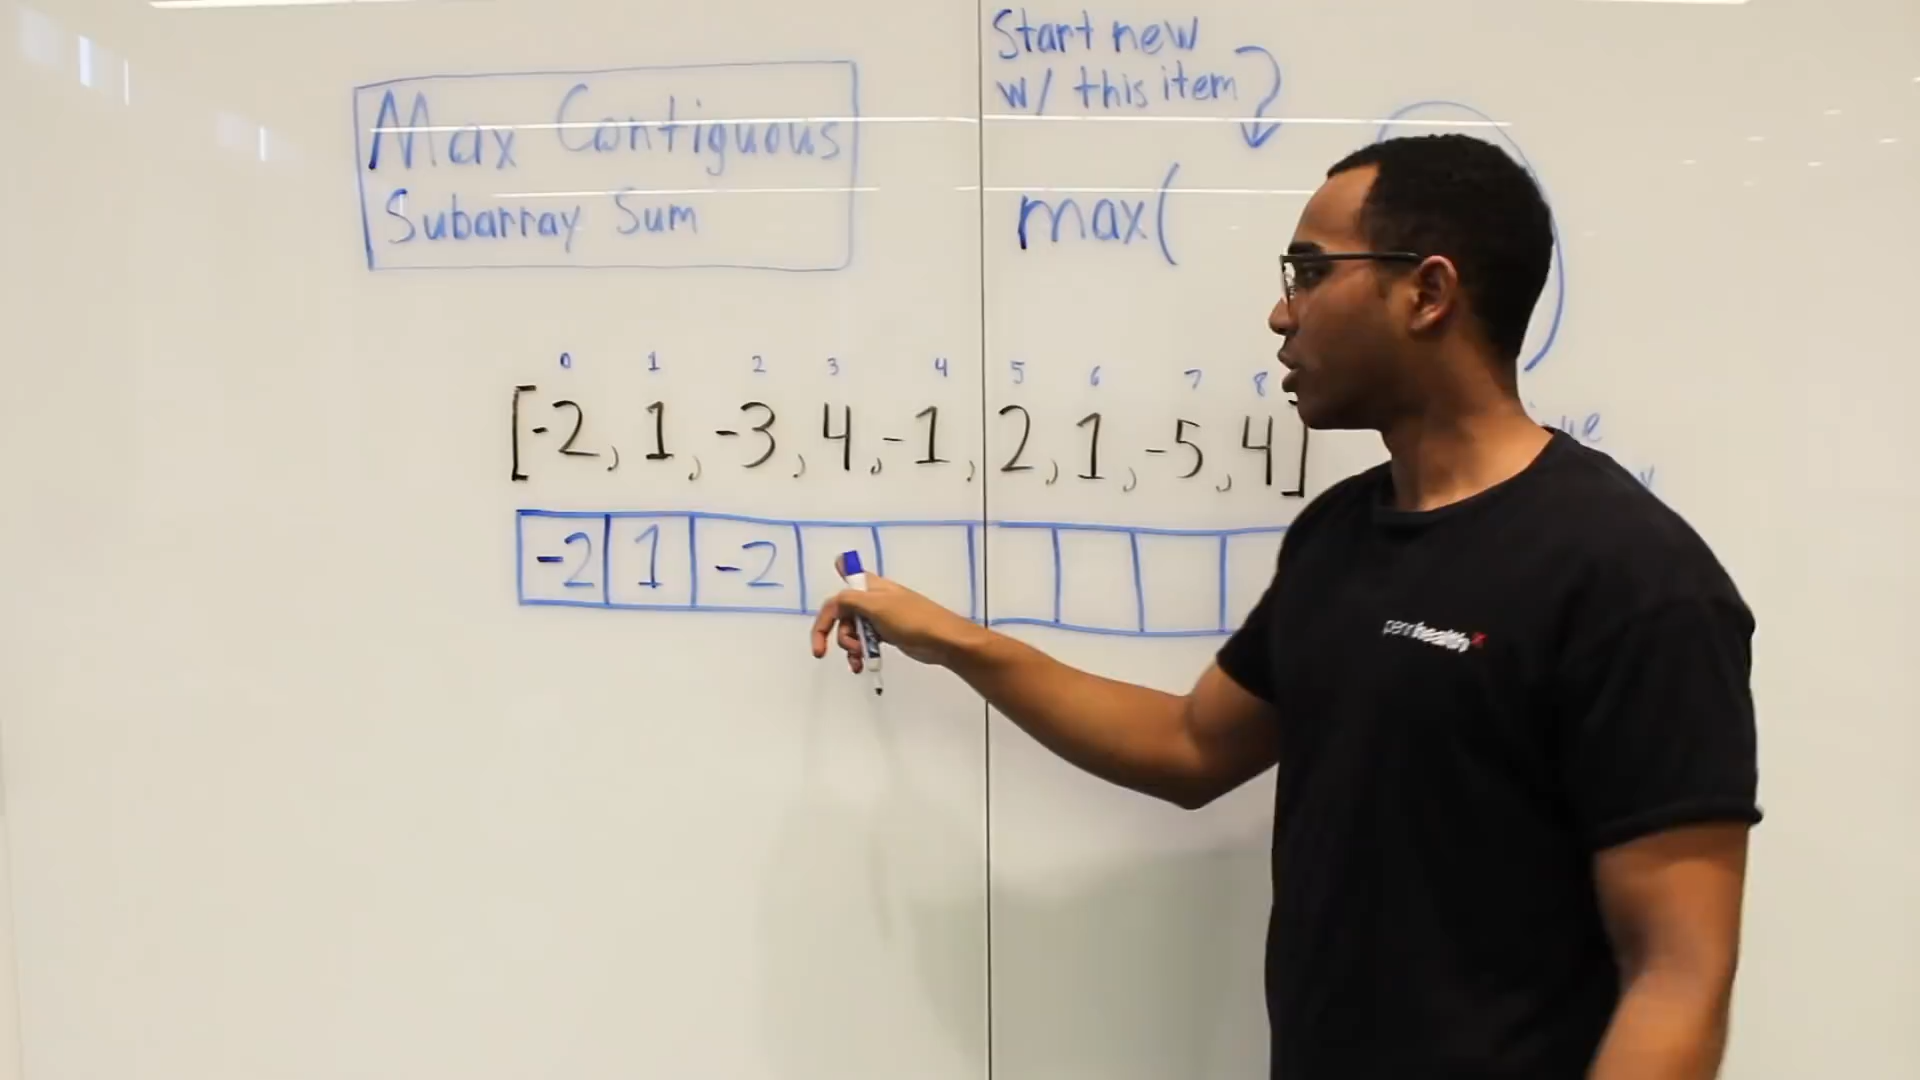 Start new
w/ this item
Max Contiguous
Subarray Sum
max(
0 1 2 3 4 5 6 7 8
[-2, 1, -3, 4, -1, 2, 1, -5, 4]
-2 1 -2
pennhealthx